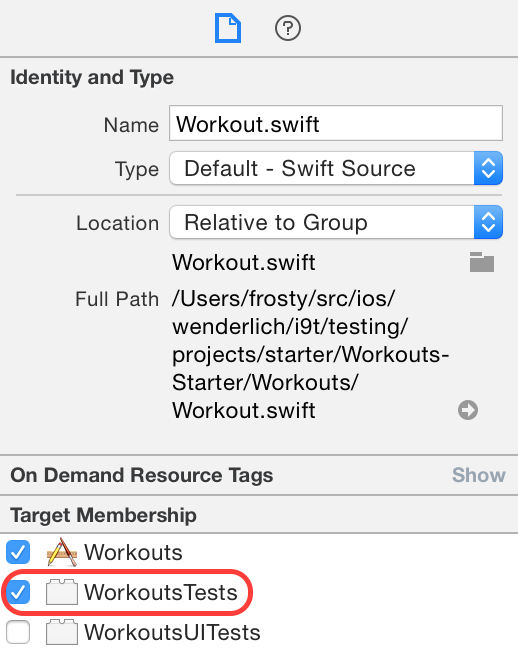 Identity and Type
Name Workout.swift
Type Default - Swift Source
Location Relative to Group
Workout.swift
Full Path /Users/frosty/src/ios/
wenderlich/i9t/testing/
projects/starter/Workouts-
Starter/Workouts/
Workout.swift
On Demand Resource Tags Show
Target Membership
Workouts
WorkoutsTests
WorkoutsUITests